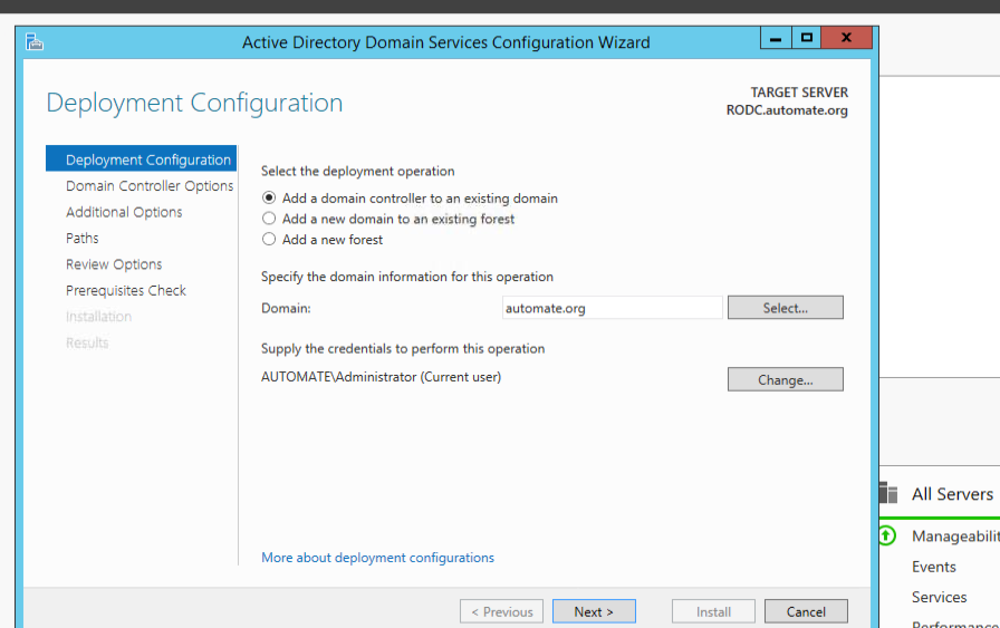 Active Directory Domain Services Configuration Wizard
Deployment Configuration
TARGET SERVER
RODC.automate.org
Deployment Configuration
Domain Controller Options
Additional Options
Paths
Review Options
Prerequisites Check
Installation
Results
Select the deployment operation
Add a domain controller to an existing domain
Add a new domain to an existing forest
Add a new forest
Specify the domain information for this operation
Domain:
automate.org
Select...
Supply the credentials to perform this operation
AUTOMATE\Administrator (Current user)
Change...
More about deployment configurations
< Previous
Next >
Install
Cancel
All Servers
Manageabilit
Events
Services
Performance